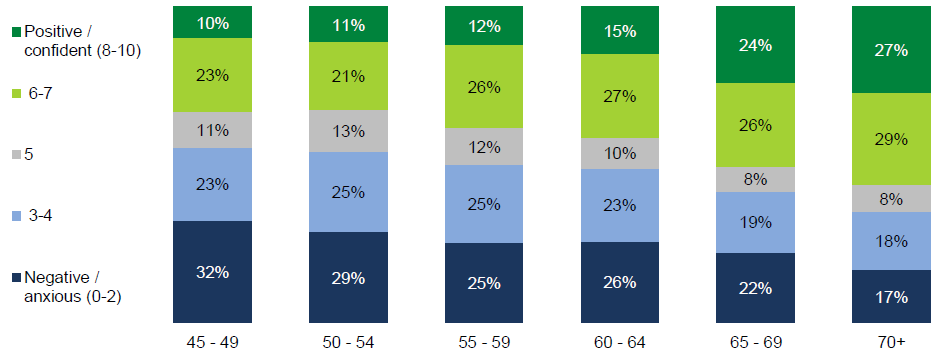 Positive /
confident (8-10)
6-7
5
3-4
Negative /
anxious (0-2)
10% 11% 12% 15% 24% 27%
23% 21% 26% 27% 26% 29%
11% 13% 12% 10% 8% 8%
23% 25% 25% 23% 19% 18%
32% 29% 25% 26% 22% 17%
45 - 49 50 - 54 55 - 59 60 - 64 65 - 69 70+